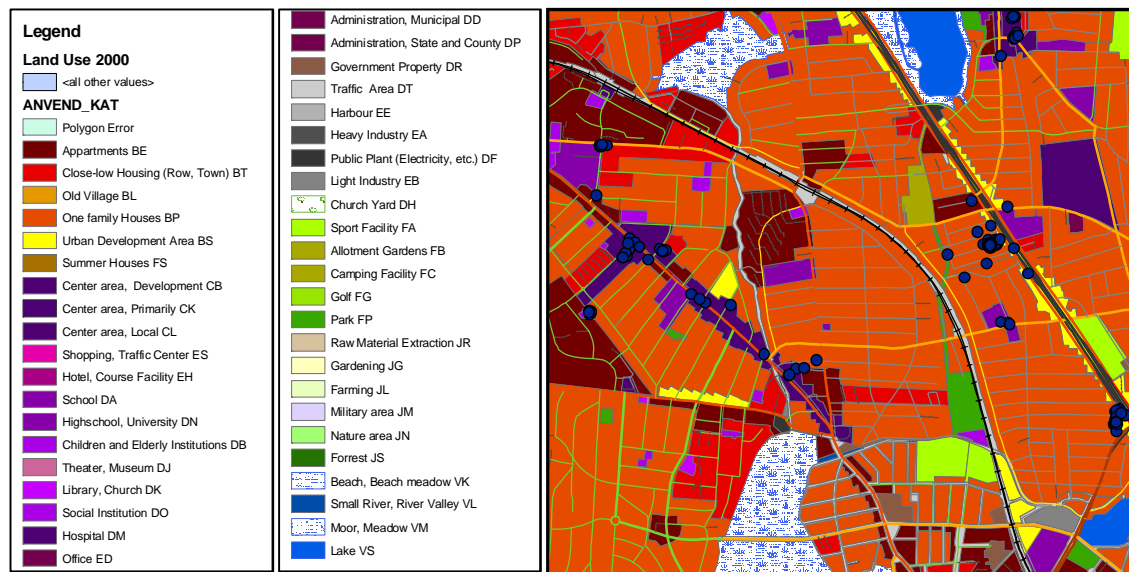 Legend
Land Use 2000
<all other values>
ANVEND_KAT
Polygon Error
Appartments BE
Close-low Housing (Row, Town) BT
Old Village BL
One family Houses BP
Urban Development Area BS
Summer Houses FS
Center area, Development CB
Center area, Primarily CK
Center area, Local CL
Shopping, Traffic Center ES
Hotel, Course Facility EH
School DA
Highschool, University DN
Children and Elderly Institutions DB
Theater, Museum DJ
Library, Church DK
Social Institution DO
Hospital DM
Office ED
Administration, Municipal DD
Administration, State and County DP
Government Property DR
Traffic Area DT
Harbour EE
Heavy Industry EA
Public Plant (Electricity, etc.) DF
Light Industry EB
Church Yard DH
Sport Facility FA
Allotment Gardens FB
Camping Facility FC
Golf FG
Park FP
Raw Material Extraction JR
Gardening JG
Farming JL
Military area JM
Nature area JN
Forrest JS
Beach, Beach meadow VK
Small River, River Valley VL
Moor, Meadow VM
Lake VS